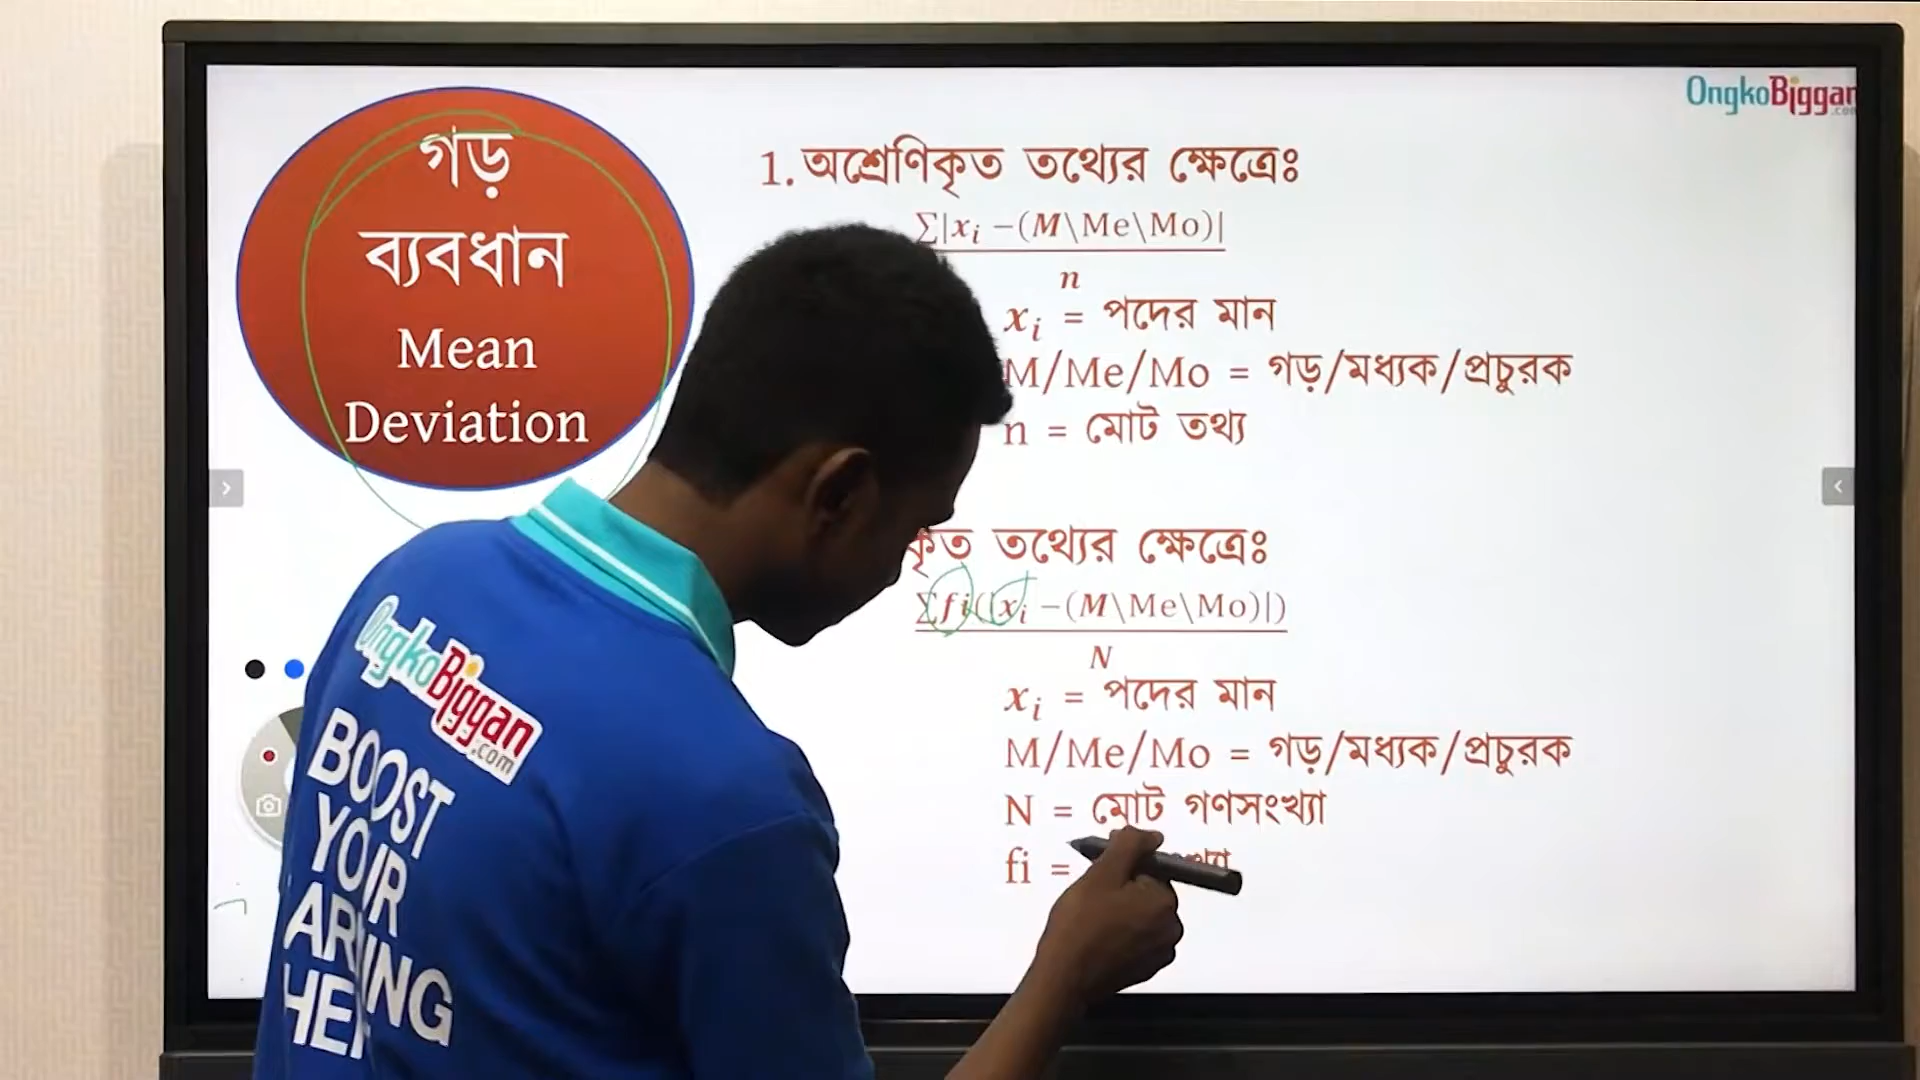 গড়
ব্যবধান
Mean
Deviation
OngkoBiggan
.com
1. অশ্রেণিকৃত তথ্যের ক্ষেত্রেঃ
∑|xᵢ −(M\Me\Mo)|
n
xᵢ = পদের মান
M/Me/Mo = গড়/মধ্যক/প্রচুরক
n = মোট তথ্য
তথ্যের ক্ষেত্রেঃ
∑fi(|xᵢ −(M\Me\Mo)|)
N
xᵢ = পদের মান
M/Me/Mo = গড়/মধ্যক/প্রচুরক
N = মোট গণসংখ্যা
fi =
OngkoBiggan
.com
BOOST
YOUR